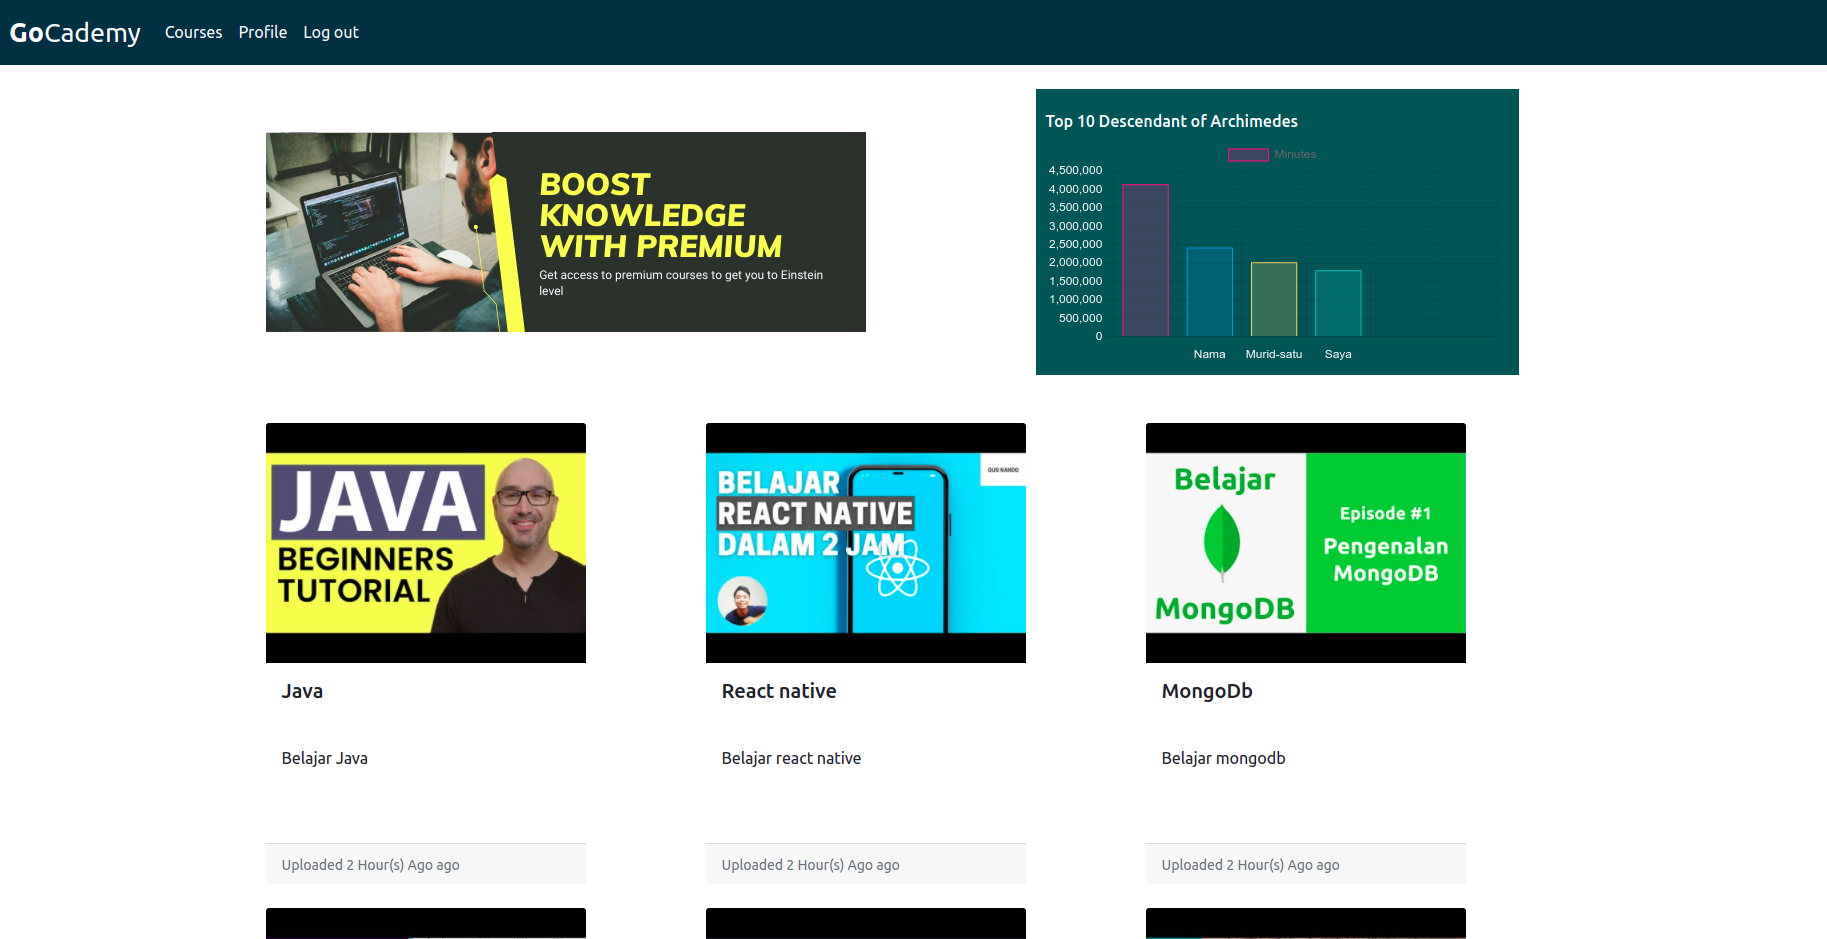 GoCademy Courses Profile Log out
BOOST
KNOWLEDGE
WITH PREMIUM
Get access to premium courses to get you to Einstein
level
Top 10 Descendant of Archimedes
Minutes
4,500,000
4,000,000
3,500,000
3,000,000
2,500,000
2,000,000
1,500,000
1,000,000
500,000
0
Nama Murid-satu Saya
JAVA
BEGINNERS
TUTORIAL
Java
Belajar Java
Uploaded 2 Hour(s) Ago ago
GUS NANDO
BELAJAR
REACT NATIVE
DALAM 2 JAM
React native
Belajar react native
Uploaded 2 Hour(s) Ago ago
Belajar
MongoDB
Episode #1
Pengenalan
MongoDB
MongoDb
Belajar mongodb
Uploaded 2 Hour(s) Ago ago